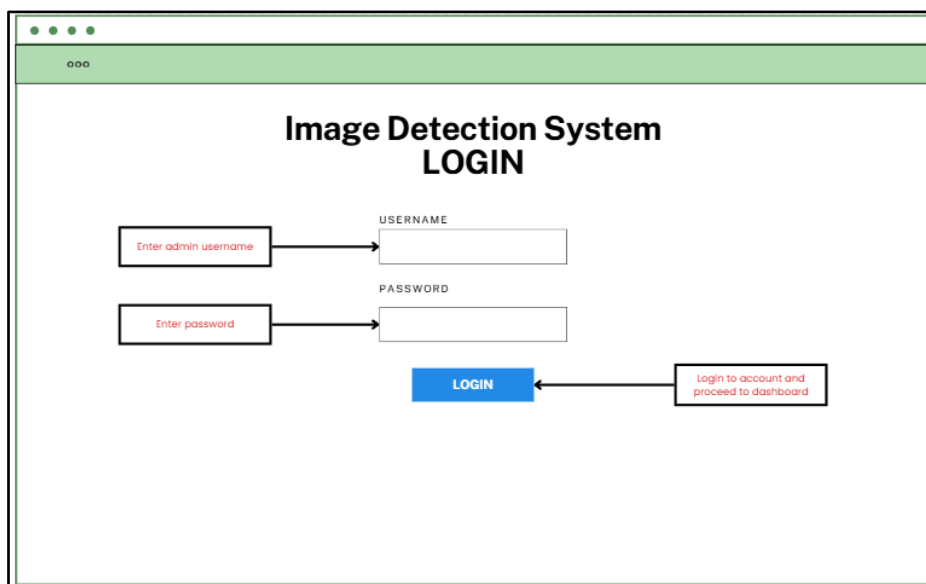 Image Detection System
LOGIN
USERNAME
Enter admin username
PASSWORD
Enter password
LOGIN
Login to account and
proceed to dashboard